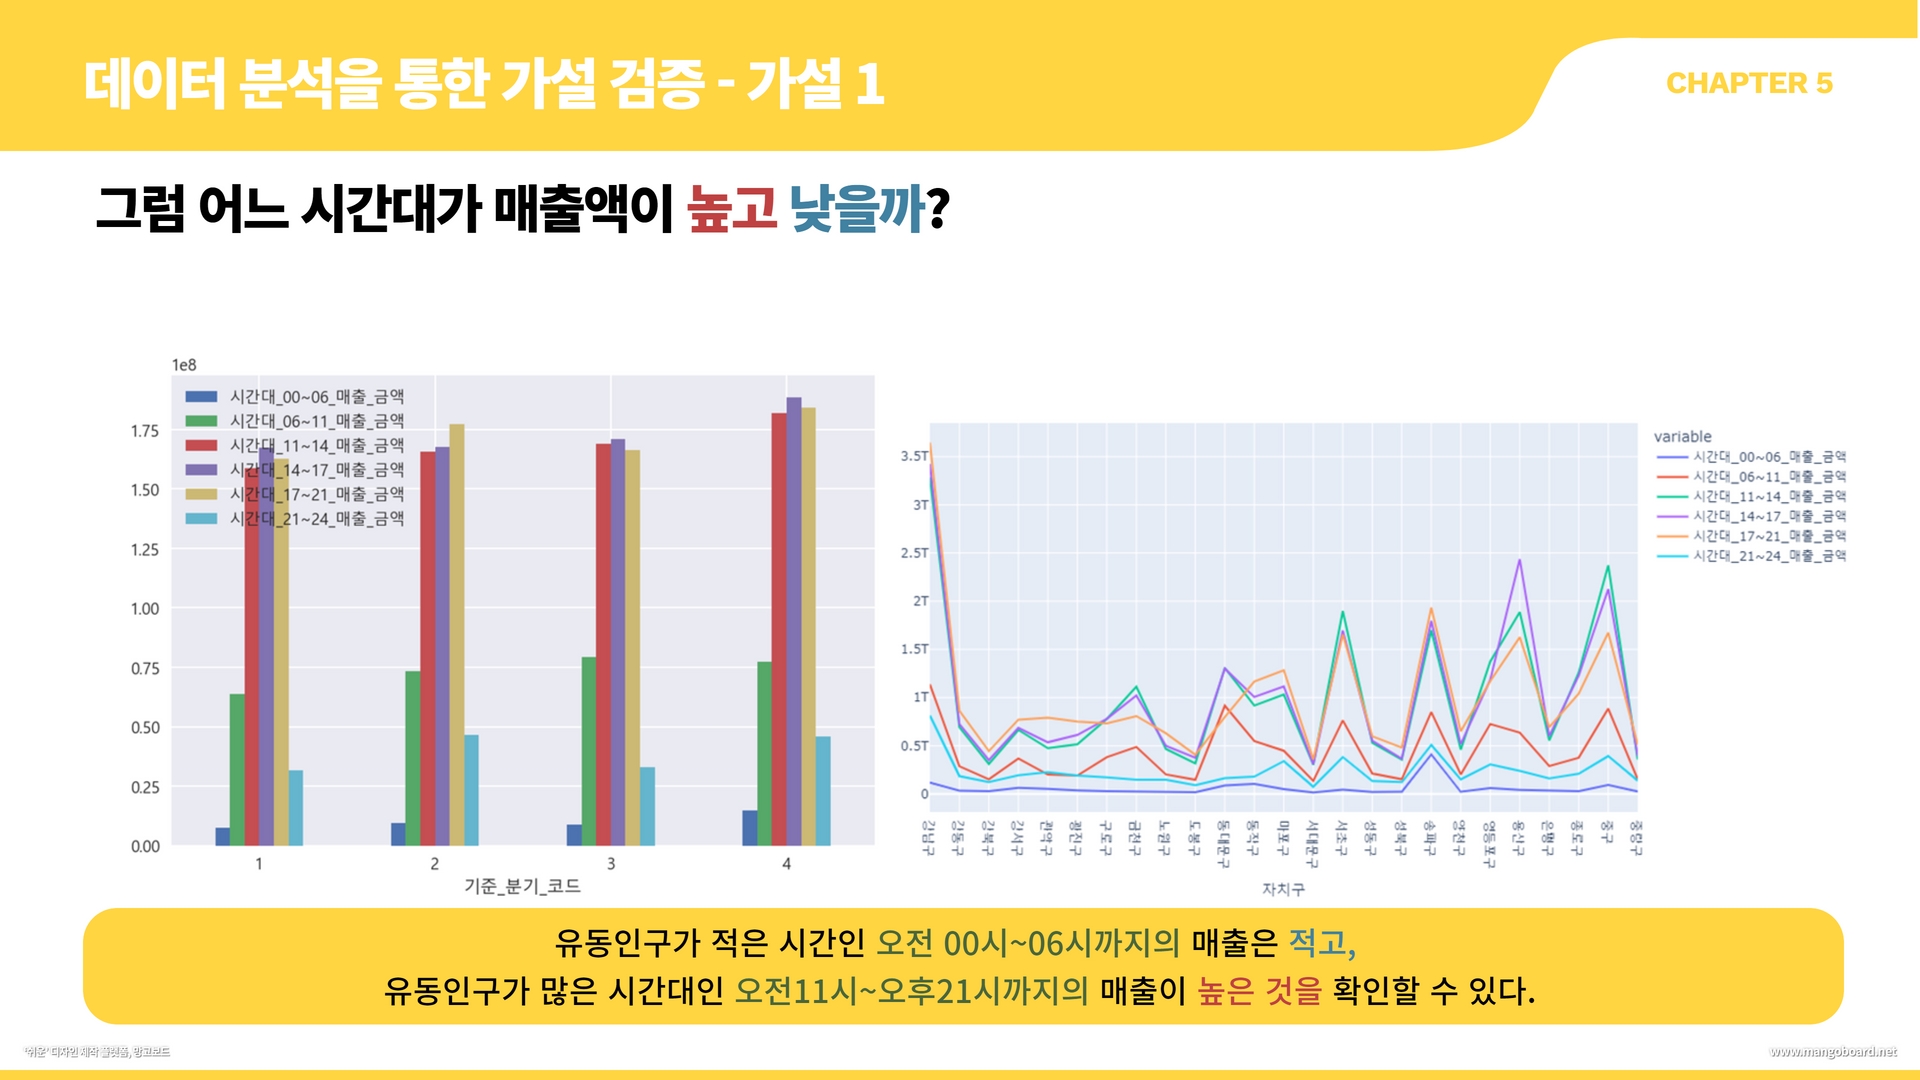 데이터 분석을 통한 가설 검증 - 가설 1
CHAPTER 5
그럼 어느 시간대가 매출액이 높고 낮을까?
1e8
시간대_00~06_매출_금액
시간대_06~11_매출_금액
시간대_11~14_매출_금액
시간대_14~17_매출_금액
시간대_17~21_매출_금액
시간대_21~24_매출_금액
1.75
1.50
1.25
1.00
0.75
0.50
0.25
0.00
1 2 3 4
기준_분기_코드
3.5T
3T
2.5T
2T
1.5T
1T
0.5T
0
강남구 강동구 강북구 강서구 관악구 광진구 구로구 금천구 노원구 도봉구 동대문구 동작구 마포구 서대문구 서초구 성동구 성북구 송파구 양천구 영등포구 용산구 은평구 종로구 중구 중랑구
자치구
variable
시간대_00~06_매출_금액
시간대_06~11_매출_금액
시간대_11~14_매출_금액
시간대_14~17_매출_금액
시간대_17~21_매출_금액
시간대_21~24_매출_금액
유동인구가 적은 시간인 오전 00시~06시까지의 매출은 적고,
유동인구가 많은 시간대인 오전11시~오후21시까지의 매출이 높은 것을 확인할 수 있다.
'쉬운' 디자인 제작 플랫폼, 망고보드
www.mangoboard.net